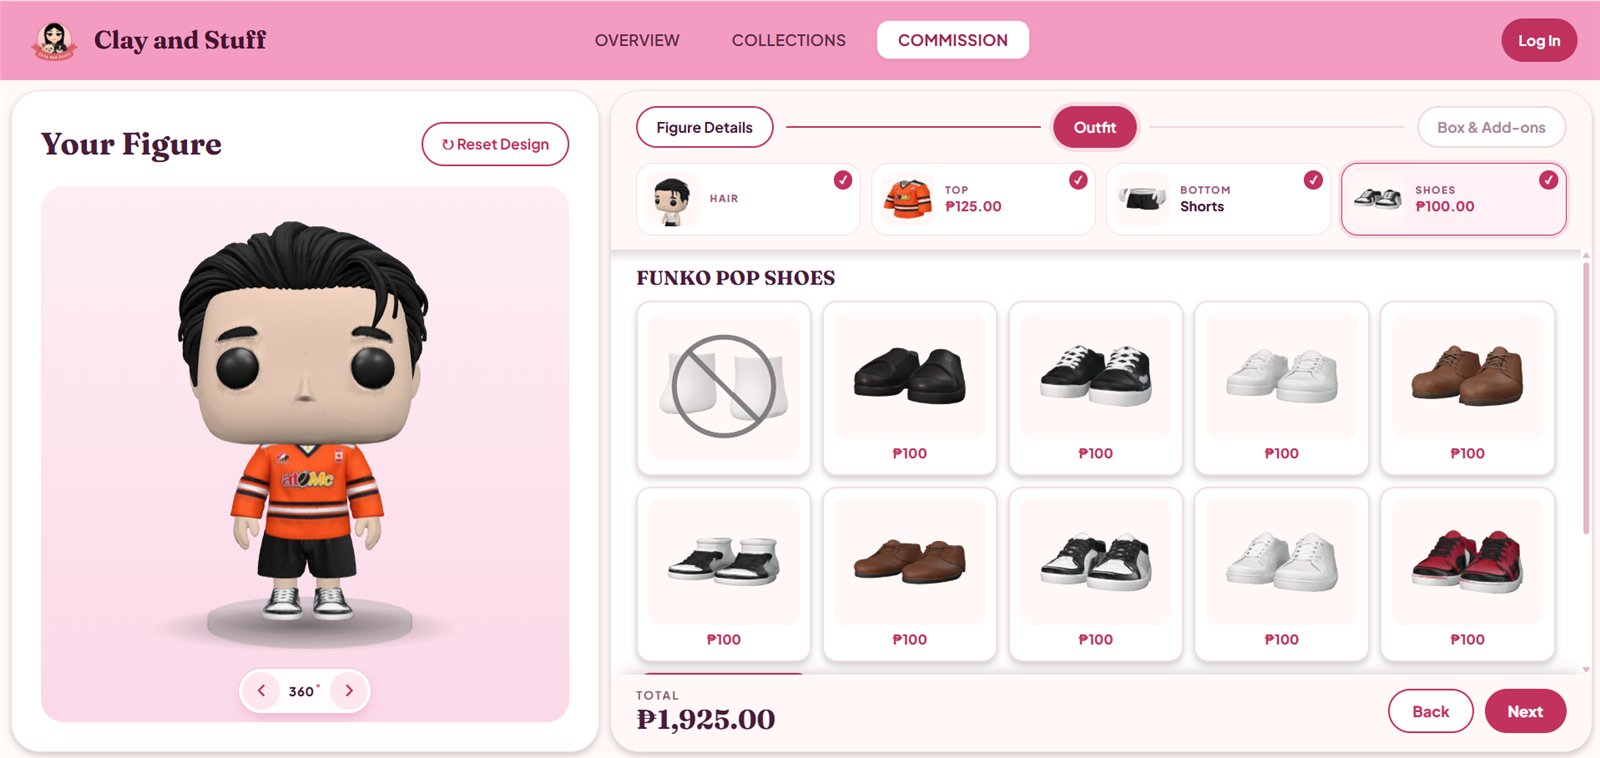 Clay and Stuff
OVERVIEW
COLLECTIONS
COMMISSION
Log In
Your Figure
↻ Reset Design
360°
Figure Details
Outfit
Box & Add-ons
HAIR
TOP
₱125.00
BOTTOM
Shorts
SHOES
₱100.00
FUNKO POP SHOES
₱100
₱100
₱100
₱100
₱100
₱100
₱100
₱100
₱100
TOTAL
₱1,925.00
Back
Next